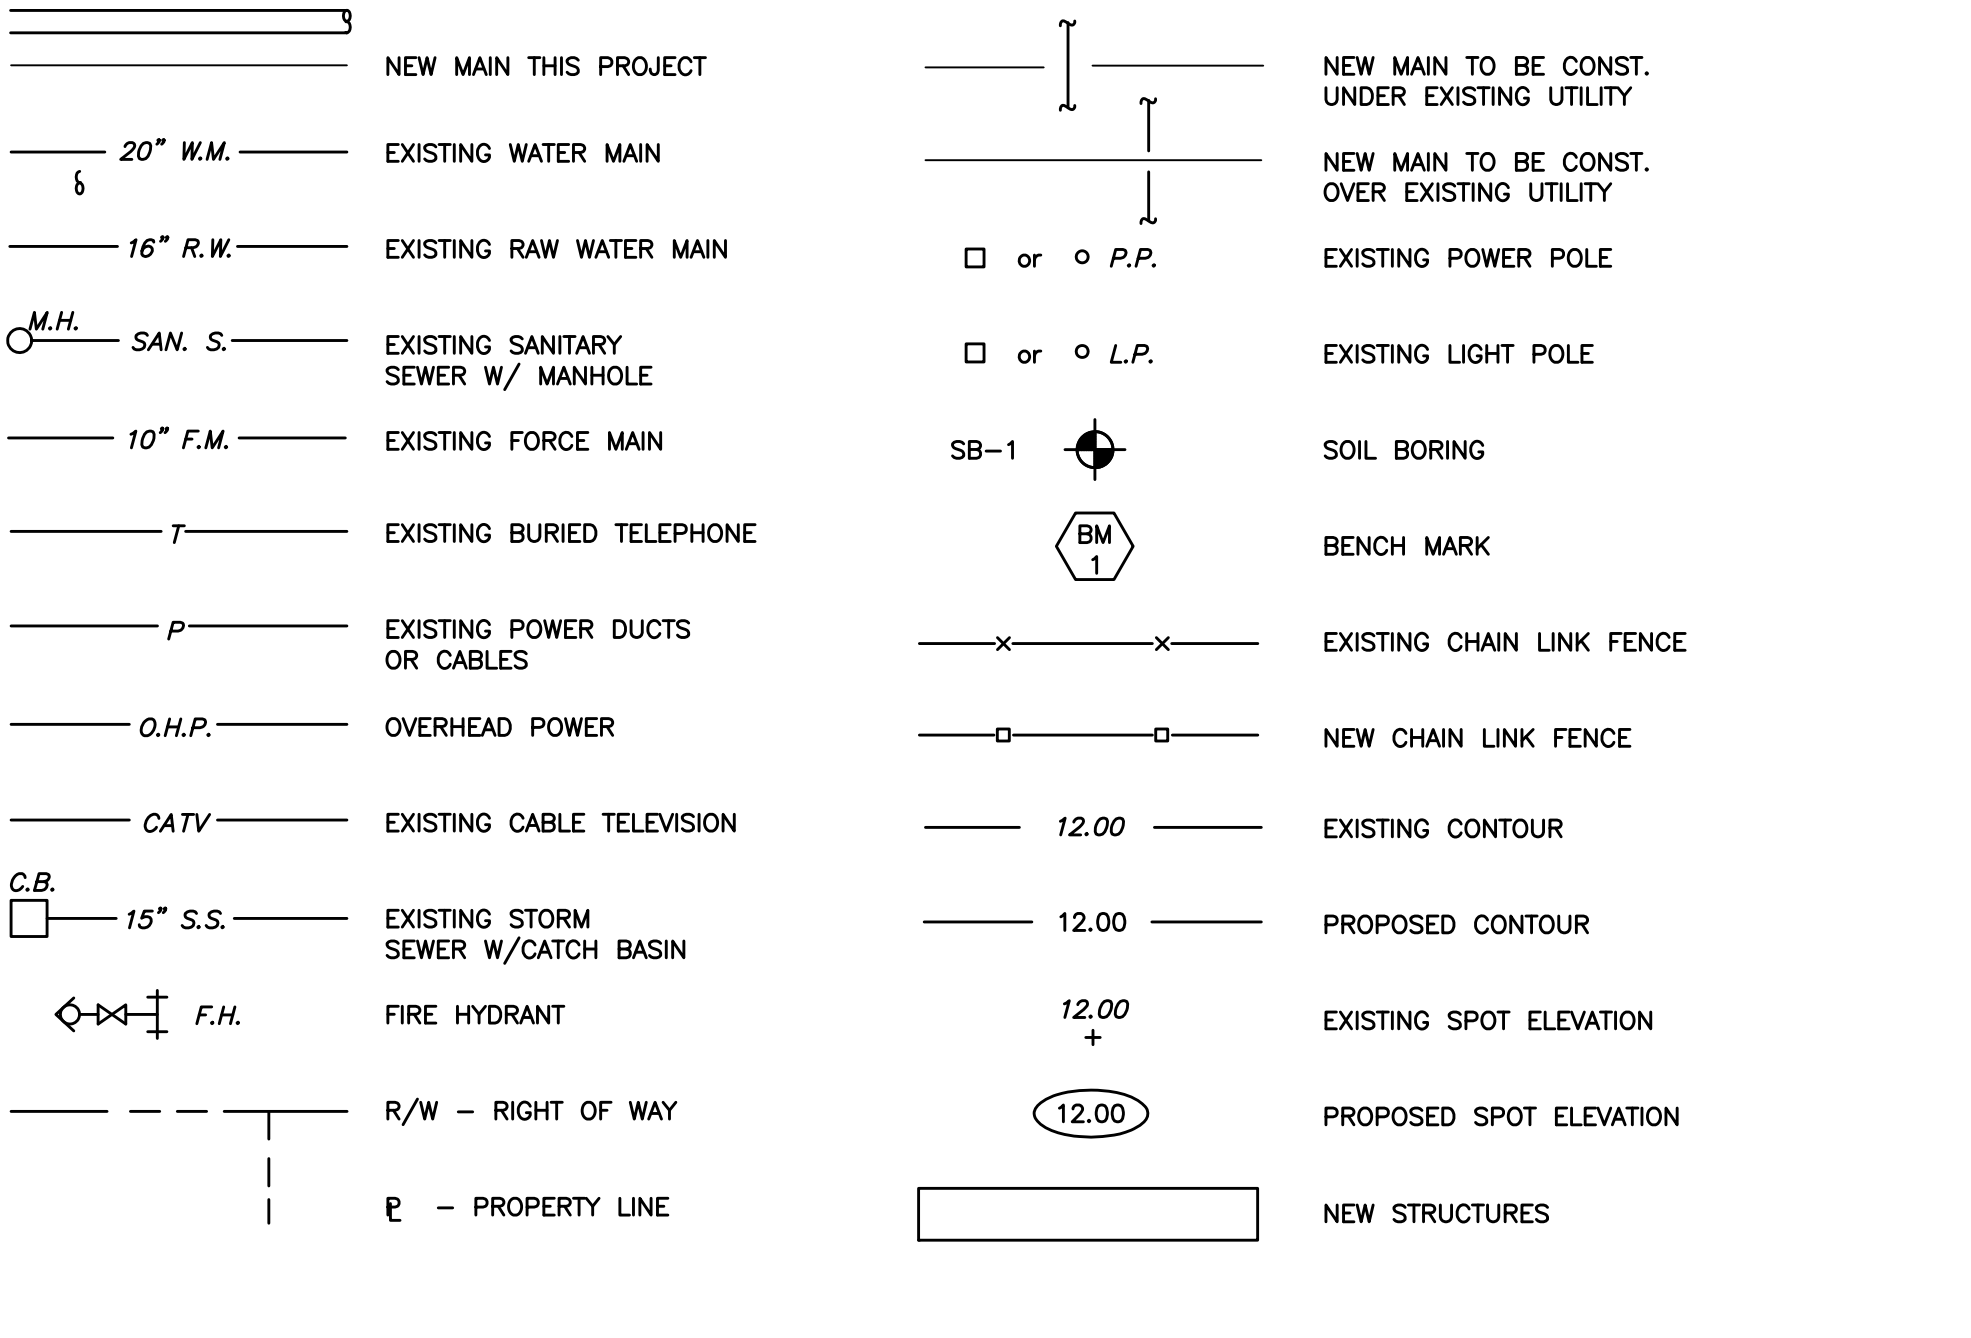 NEW MAIN THIS PROJECT
20" W.M. EXISTING WATER MAIN
16" R.W. EXISTING RAW WATER MAIN
M.H.
SAN. S. EXISTING SANITARY
SEWER W/ MANHOLE
10" F.M. EXISTING FORCE MAIN
T EXISTING BURIED TELEPHONE
P EXISTING POWER DUCTS
OR CABLES
O.H.P. OVERHEAD POWER
CATV EXISTING CABLE TELEVISION
C.B.
15" S.S. EXISTING STORM
SEWER W/CATCH BASIN
F.H. FIRE HYDRANT
R/W - RIGHT OF WAY
PL - PROPERTY LINE
NEW MAIN TO BE CONST.
UNDER EXISTING UTILITY
NEW MAIN TO BE CONST.
OVER EXISTING UTILITY
or P.P. EXISTING POWER POLE
or L.P. EXISTING LIGHT POLE
SB-1 SOIL BORING
BM
1
BENCH MARK
EXISTING CHAIN LINK FENCE
NEW CHAIN LINK FENCE
12.00 EXISTING CONTOUR
12.00 PROPOSED CONTOUR
12.00 EXISTING SPOT ELEVATION
12.00 PROPOSED SPOT ELEVATION
NEW STRUCTURES